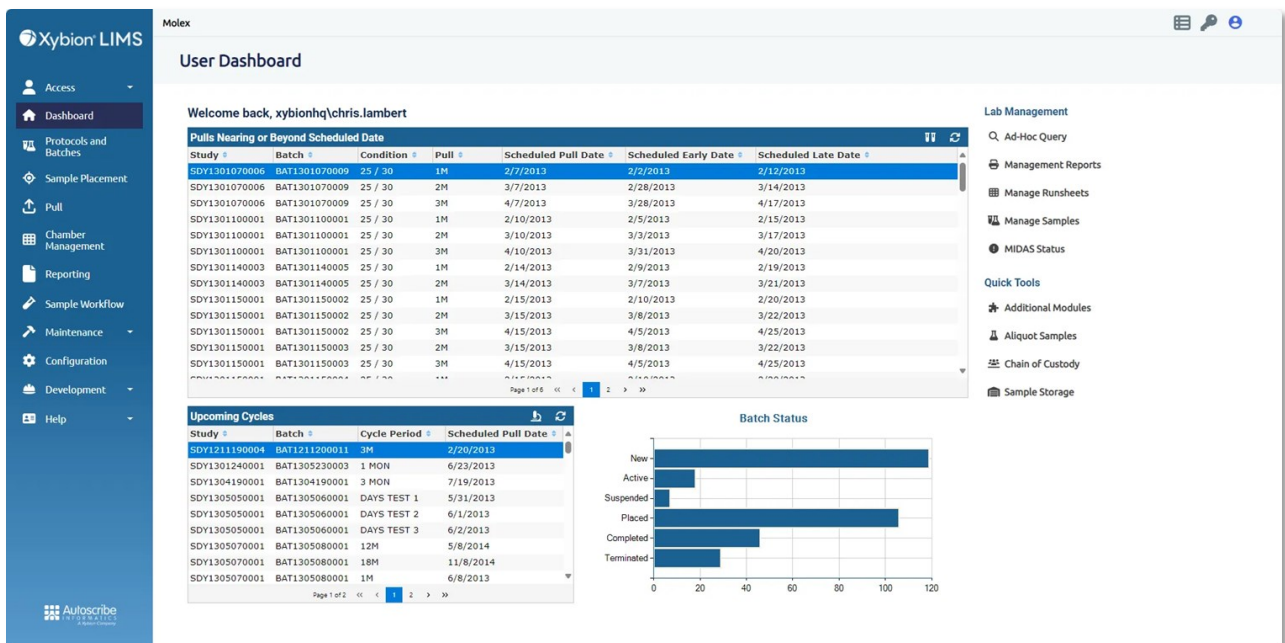 Xybion LIMS
Molex
User Dashboard
Access
Dashboard
Protocols and
Batches
Sample Placement
Pull
Chamber
Management
Reporting
Sample Workflow
Maintenance
Configuration
Development
Help
Autoscribe
INFORMATICS
A Xybion Company
Welcome back, xybionhq\chris.lambert
Pulls Nearing or Beyond Scheduled Date
Study Batch Condition Pull Scheduled Pull Date Scheduled Early Date Scheduled Late Date
SDY1301070006 BAT1301070009 25 / 30 1M 2/7/2013 2/2/2013 2/12/2013
SDY1301070006 BAT1301070009 25 / 30 2M 3/7/2013 2/28/2013 3/14/2013
SDY1301070006 BAT1301070009 25 / 30 3M 4/7/2013 3/28/2013 4/17/2013
SDY1301100001 BAT1301100001 25 / 30 1M 2/10/2013 2/5/2013 2/15/2013
SDY1301100001 BAT1301100001 25 / 30 2M 3/10/2013 3/3/2013 3/17/2013
SDY1301100001 BAT1301100001 25 / 30 3M 4/10/2013 3/31/2013 4/20/2013
SDY1301140003 BAT1301140005 25 / 30 1M 2/14/2013 2/9/2013 2/19/2013
SDY1301140003 BAT1301140005 25 / 30 2M 3/14/2013 3/7/2013 3/21/2013
SDY1301150001 BAT1301150002 25 / 30 1M 2/15/2013 2/10/2013 2/20/2013
SDY1301150001 BAT1301150002 25 / 30 2M 3/15/2013 3/8/2013 3/22/2013
SDY1301150001 BAT1301150002 25 / 30 3M 4/15/2013 4/5/2013 4/25/2013
SDY1301150001 BAT1301150003 25 / 30 2M 3/15/2013 3/8/2013 3/22/2013
SDY1301150001 BAT1301150003 25 / 30 3M 4/15/2013 4/5/2013 4/25/2013
Page 1 of 6 << < 1 2 > >>
Upcoming Cycles
Study Batch Cycle Period Scheduled Pull Date
SDY1211190004 BAT1211200011 3M 2/20/2013
SDY1301240001 BAT1305230003 1 MON 6/23/2013
SDY1304190001 BAT1304190001 3 MON 7/19/2013
SDY1305050001 BAT1305060001 DAYS TEST 1 5/31/2013
SDY1305050001 BAT1305060001 DAYS TEST 2 6/1/2013
SDY1305050001 BAT1305060001 DAYS TEST 3 6/2/2013
SDY1305070001 BAT1305080001 12M 5/8/2014
SDY1305070001 BAT1305080001 18M 11/8/2014
SDY1305070001 BAT1305080001 1M 6/8/2013
Page 1 of 2 << < 1 2 > >>
Batch Status
New
Active
Suspended
Placed
Completed
Terminated
0 20 40 60 80 100 120
Lab Management
Ad-Hoc Query
Management Reports
Manage Runsheets
Manage Samples
MIDAS Status
Quick Tools
Additional Modules
Aliquot Samples
Chain of Custody
Sample Storage